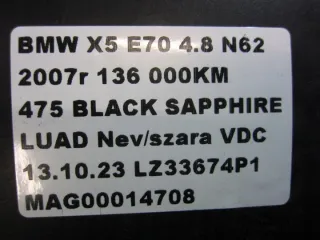 BMW X5 E70 4.8 N62
2007r 136 000KM
475 BLACK SAPPHIRE
LUAD Nev/szara VDC
13.10.23 LZ33674P1
MAG00014708